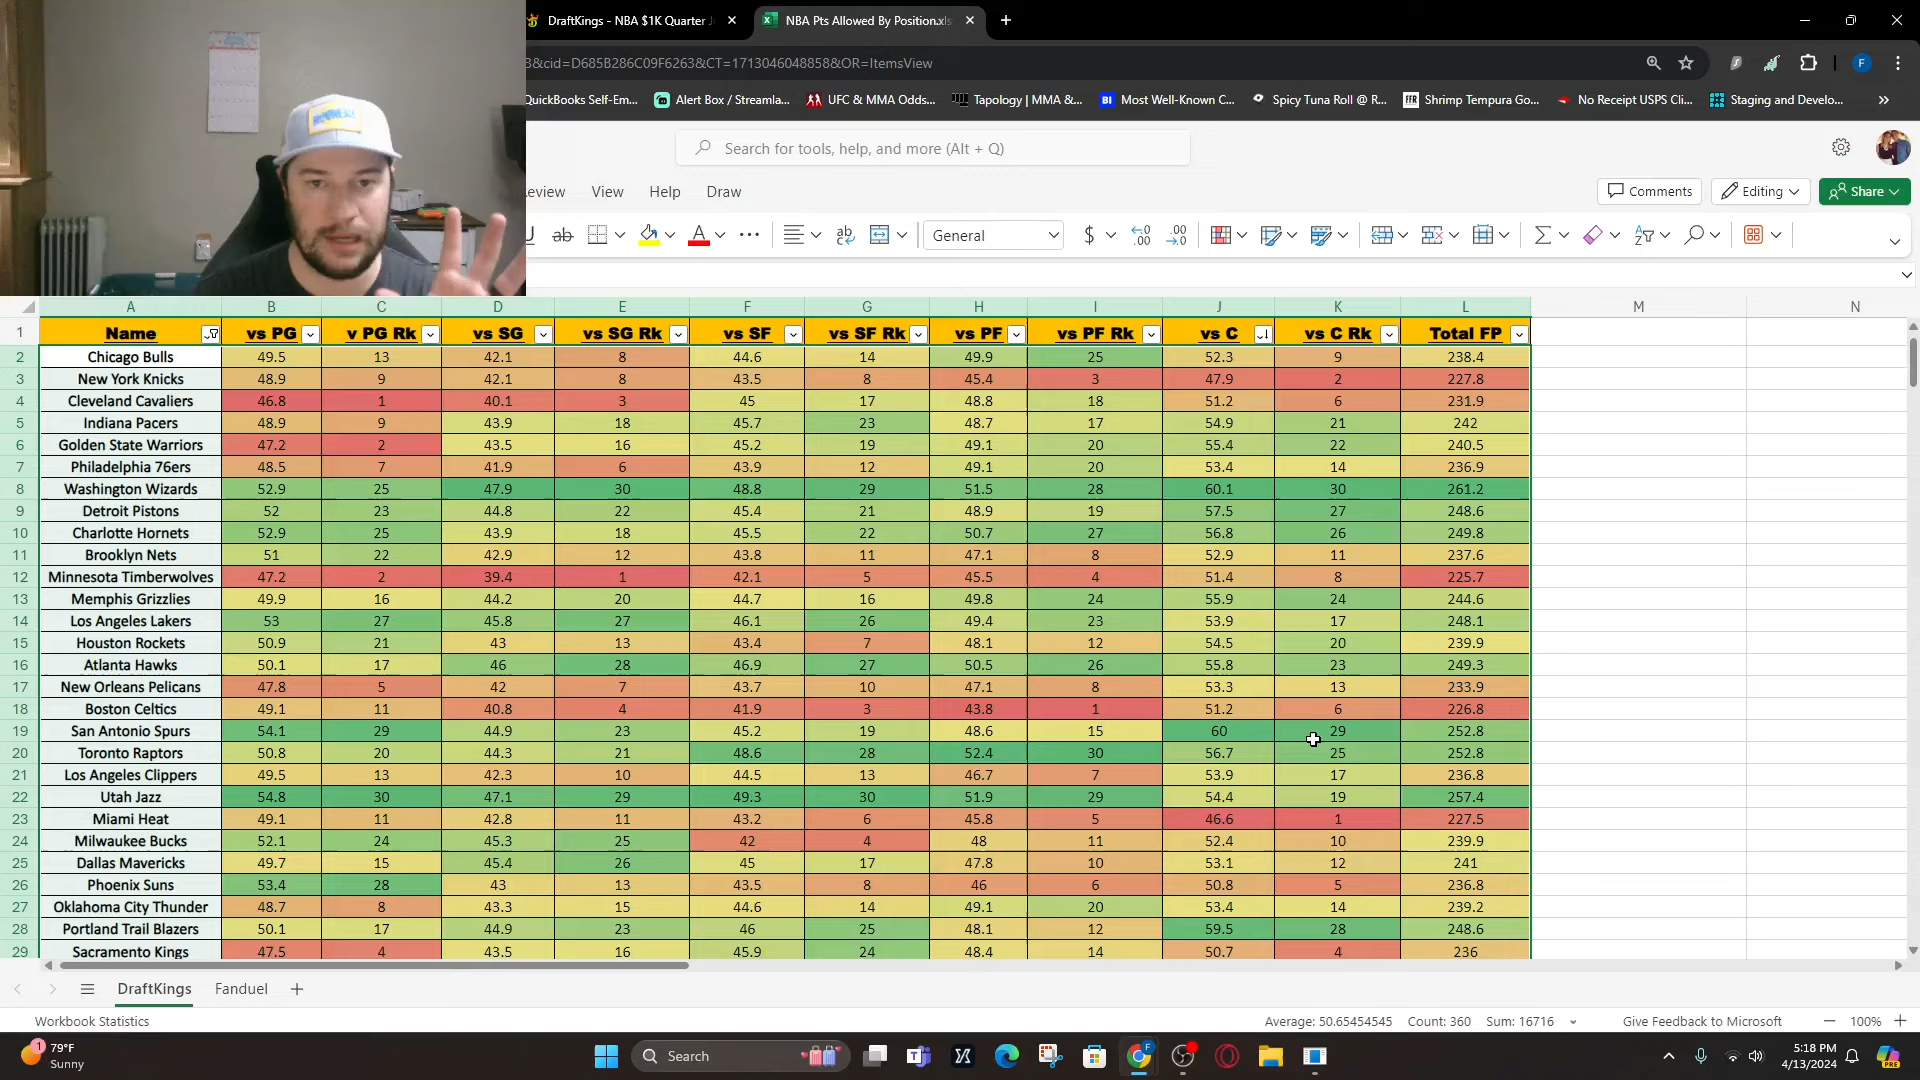 DraftKings - NBA $1K Quarter J
NBA Pts Allowed By Position.xls
3&cid=D685B286C09F6263&CT=1713046048858&OR=ItemsView
F
QuickBooks Self-Em...
Alert Box / Streamla...
UFC & MMA Odds...
Tapology | MMA &...
BI Most Well-Known C...
Spicy Tuna Roll @ R...
FFR Shrimp Tempura Go...
No Receipt USPS Cli...
Staging and Develo...
Search for tools, help, and more (Alt + Q)
eview View Help Draw
Comments Editing Share
General
A B C D E F G H I J K L M N
1 Name vs PG v PG Rk vs SG vs SG Rk vs SF vs SF Rk vs PF vs PF Rk vs C vs C Rk Total FP
2 Chicago Bulls 49.5 13 42.1 8 44.6 14 49.9 25 52.3 9 238.4
3 New York Knicks 48.9 9 42.1 8 43.5 8 45.4 3 47.9 2 227.8
4 Cleveland Cavaliers 46.8 1 40.1 3 45 17 48.8 18 51.2 6 231.9
5 Indiana Pacers 48.9 9 43.9 18 45.7 23 48.7 17 54.9 21 242
6 Golden State Warriors 47.2 2 43.5 16 45.2 19 49.1 20 55.4 22 240.5
7 Philadelphia 76ers 48.5 7 41.9 6 43.9 12 49.1 20 53.4 14 236.9
8 Washington Wizards 52.9 25 47.9 30 48.8 29 51.5 28 60.1 30 261.2
9 Detroit Pistons 52 23 44.8 22 45.4 21 48.9 19 57.5 27 248.6
10 Charlotte Hornets 52.9 25 43.9 18 45.5 22 50.7 27 56.8 26 249.8
11 Brooklyn Nets 51 22 42.9 12 43.8 11 47.1 8 52.9 11 237.6
12 Minnesota Timberwolves 47.2 2 39.4 1 42.1 5 45.5 4 51.4 8 225.7
13 Memphis Grizzlies 49.9 16 44.2 20 44.7 16 49.8 24 55.9 24 244.6
14 Los Angeles Lakers 53 27 45.8 27 46.1 26 49.4 23 53.9 17 248.1
15 Houston Rockets 50.9 21 43 13 43.4 7 48.1 12 54.5 20 239.9
16 Atlanta Hawks 50.1 17 46 28 46.9 27 50.5 26 55.8 23 249.3
17 New Orleans Pelicans 47.8 5 42 7 43.7 10 47.1 8 53.3 13 233.9
18 Boston Celtics 49.1 11 40.8 4 41.9 3 43.8 1 51.2 6 226.8
19 San Antonio Spurs 54.1 29 44.9 23 45.2 19 48.6 15 60 29 252.8
20 Toronto Raptors 50.8 20 44.3 21 48.6 28 52.4 30 56.7 25 252.8
21 Los Angeles Clippers 49.5 13 42.3 10 44.5 13 46.7 7 53.9 17 236.8
22 Utah Jazz 54.8 30 47.1 29 49.3 30 51.9 29 54.4 19 257.4
23 Miami Heat 49.1 11 42.8 11 43.2 6 45.8 5 46.6 1 227.5
24 Milwaukee Bucks 52.1 24 45.3 25 42 4 48 11 52.4 10 239.9
25 Dallas Mavericks 49.7 15 45.4 26 45 17 47.8 10 53.1 12 241
26 Phoenix Suns 53.4 28 43 13 43.5 8 46 6 50.8 5 236.8
27 Oklahoma City Thunder 48.7 8 43.3 15 44.6 14 49.1 20 53.4 14 239.2
28 Portland Trail Blazers 50.1 17 44.9 23 46 25 48.1 12 59.5 28 248.6
29 Sacramento Kings 47.5 4 43.5 16 45.9 24 48.4 14 50.7 4 236
DraftKings Fanduel
Workbook Statistics Average: 50.65454545 Count: 360 Sum: 16716 Give Feedback to Microsoft 100%
79°F
Sunny
Search
5:18 PM
4/13/2024